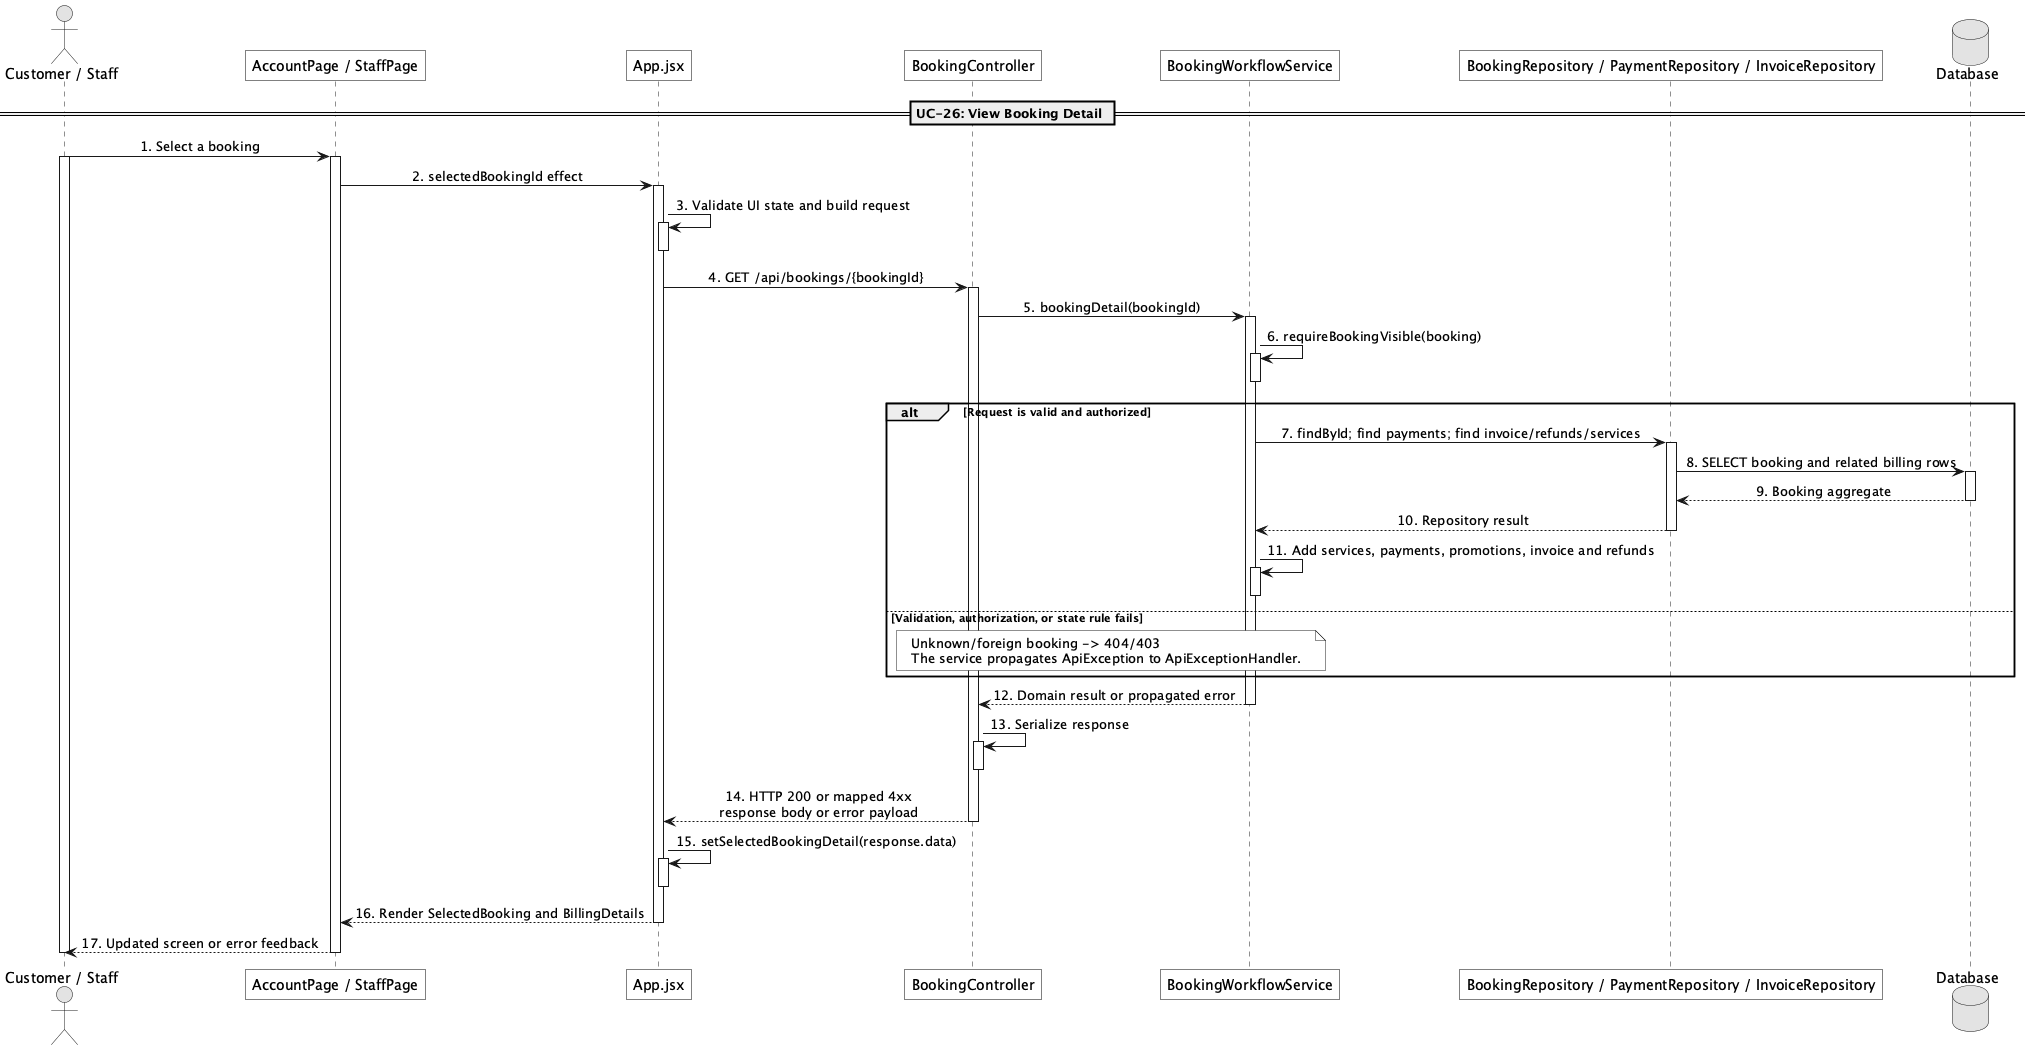 Customer / Staff
AccountPage / StaffPage
App.jsx
BookingController
BookingWorkflowService
BookingRepository / PaymentRepository / InvoiceRepository
Database
UC-26: View Booking Detail
1. Select a booking
2. selectedBookingId effect
3. Validate UI state and build request
4. GET /api/bookings/{bookingId}
5. bookingDetail(bookingId)
6. requireBookingVisible(booking)
alt
[Request is valid and authorized]
7. findById; find payments; find invoice/refunds/services
8. SELECT booking and related billing rows
9. Booking aggregate
10. Repository result
11. Add services, payments, promotions, invoice and refunds
[Validation, authorization, or state rule fails]
Unknown/foreign booking -> 404/403
The service propagates ApiException to ApiExceptionHandler.
12. Domain result or propagated error
13. Serialize response
14. HTTP 200 or mapped 4xx
response body or error payload
15. setSelectedBookingDetail(response.data)
16. Render SelectedBooking and BillingDetails
17. Updated screen or error feedback
Customer / Staff
AccountPage / StaffPage
App.jsx
BookingController
BookingWorkflowService
BookingRepository / PaymentRepository / InvoiceRepository
Database